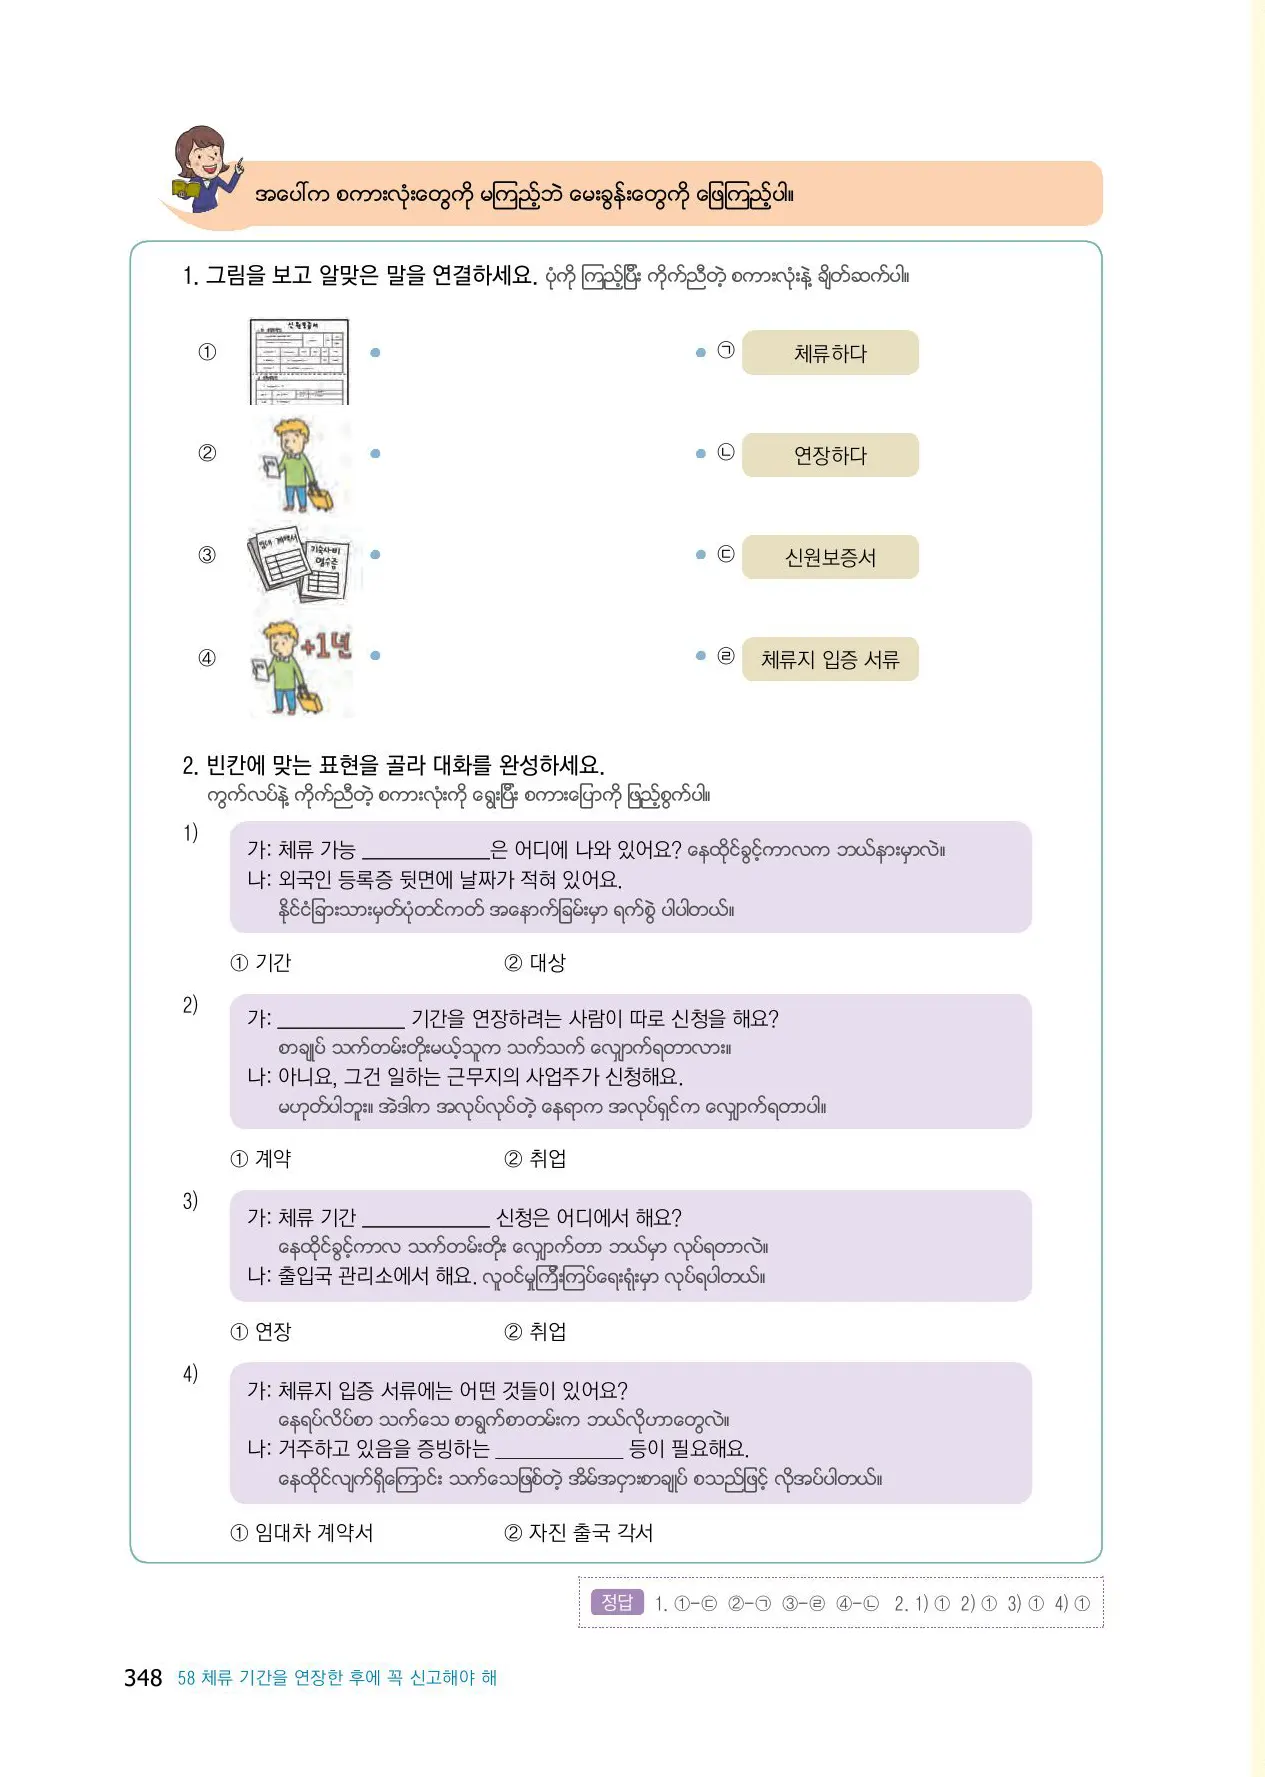 အပေါ်က စကားလုံးတွေကို မကြည့်ဘဲ မေးခွန်းတွေကို ဖြေကြည့်ပါ။
1. 그림을 보고 알맞은 말을 연결하세요. ပုံကို ကြည့်ပြီး ကိုက်ညီတဲ့ စကားလုံးနဲ့ ချိတ်ဆက်ပါ။
① 신원보증서 ㉠ 체류하다
② ㉡ 연장하다
③ 임대 계약서 기숙사비 영수증 ㉢ 신원보증서
④ +1년 ㉣ 체류지 입증 서류
2. 빈칸에 맞는 표현을 골라 대화를 완성하세요.
ကွက်လပ်နဲ့ ကိုက်ညီတဲ့ စကားလုံးကို ရွေးပြီး စကားပြောကို ဖြည့်စွက်ပါ။
1)
가: 체류 가능 ____________은 어디에 나와 있어요? နေထိုင်ခွင့်ကာလက ဘယ်နားမှာလဲ။
나: 외국인 등록증 뒷면에 날짜가 적혀 있어요.
နိုင်ငံခြားသားမှတ်ပုံတင်ကတ် အနောက်ခြမ်းမှာ ရက်စွဲ ပါပါတယ်။
① 기간 ② 대상
2)
가: ____________ 기간을 연장하려는 사람이 따로 신청을 해요?
စာချုပ် သက်တမ်းတိုးမယ့်သူက သက်သက် လျှောက်ရတာလား။
나: 아니요, 그건 일하는 근무지의 사업주가 신청해요.
မဟုတ်ပါဘူး။ အဲဒါက အလုပ်လုပ်တဲ့ နေရာက အလုပ်ရှင်က လျှောက်ရတာပါ။
① 계약 ② 취업
3)
가: 체류 기간 ____________ 신청은 어디에서 해요?
နေထိုင်ခွင့်ကာလ သက်တမ်းတိုး လျှောက်တာ ဘယ်မှာ လုပ်ရတာလဲ။
나: 출입국 관리소에서 해요. လူဝင်မှုကြီးကြပ်ရေးရုံးမှာ လုပ်ရပါတယ်။
① 연장 ② 취업
4)
가: 체류지 입증 서류에는 어떤 것들이 있어요?
နေရပ်လိပ်စာ သက်သေ စာရွက်စာတမ်းက ဘယ်လိုဟာတွေလဲ။
나: 거주하고 있음을 증빙하는 ____________ 등이 필요해요.
နေထိုင်လျက်ရှိကြောင်း သက်သေဖြစ်တဲ့ အိမ်အငှားစာချုပ် စသည်ဖြင့် လိုအပ်ပါတယ်။
① 임대차 계약서 ② 자진 출국 각서
정답 1. ①-㉢ ②-㉠ ③-㉣ ④-㉡ 2. 1) ① 2) ① 3) ① 4) ①
348 58 체류 기간을 연장한 후에 꼭 신고해야 해